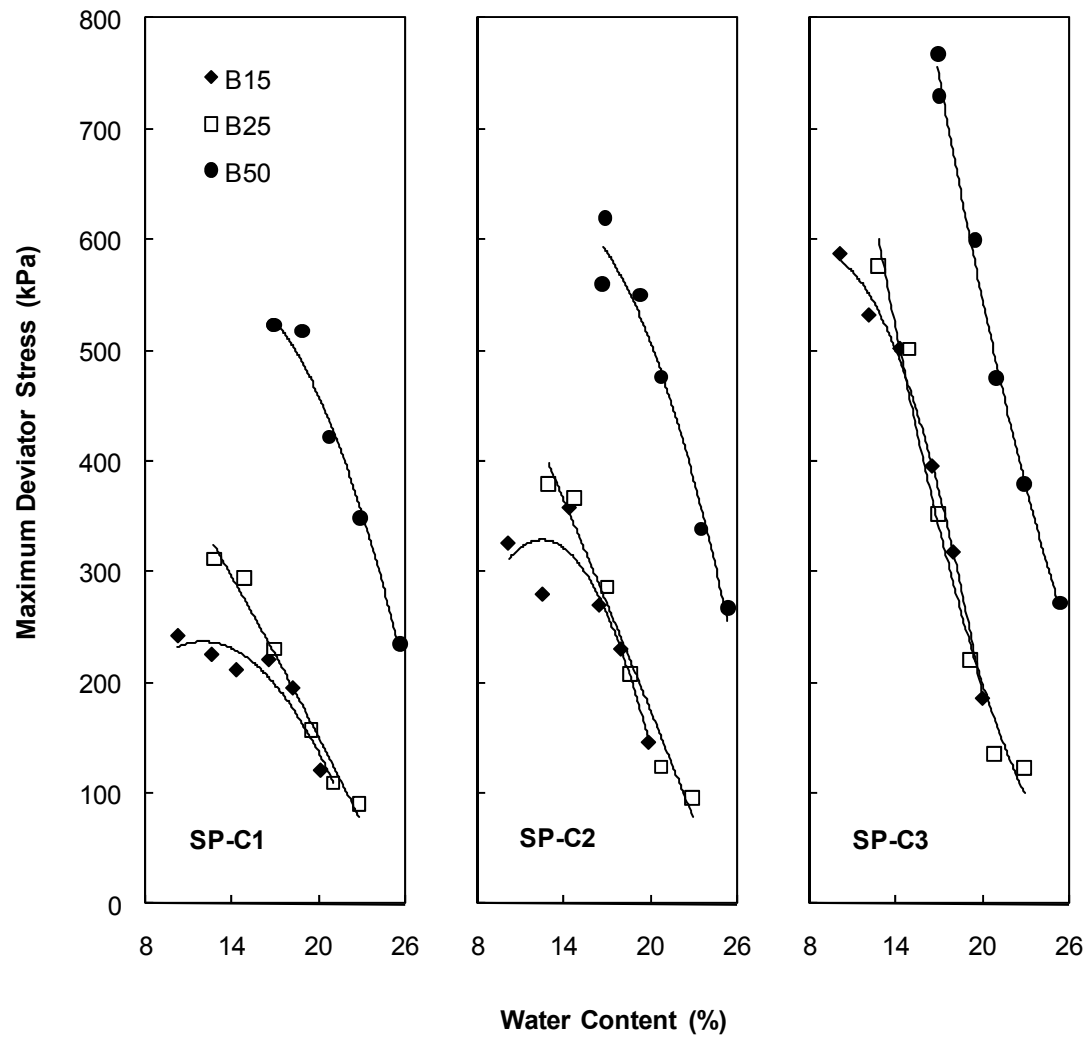 800
700
600
500
400
300
200
100
0
Maximum Deviator Stress (kPa)
B15
B25
B50
SP-C1
SP-C2
SP-C3
8 14 20 26
8 14 20 26
8 14 20 26
Water Content (%)